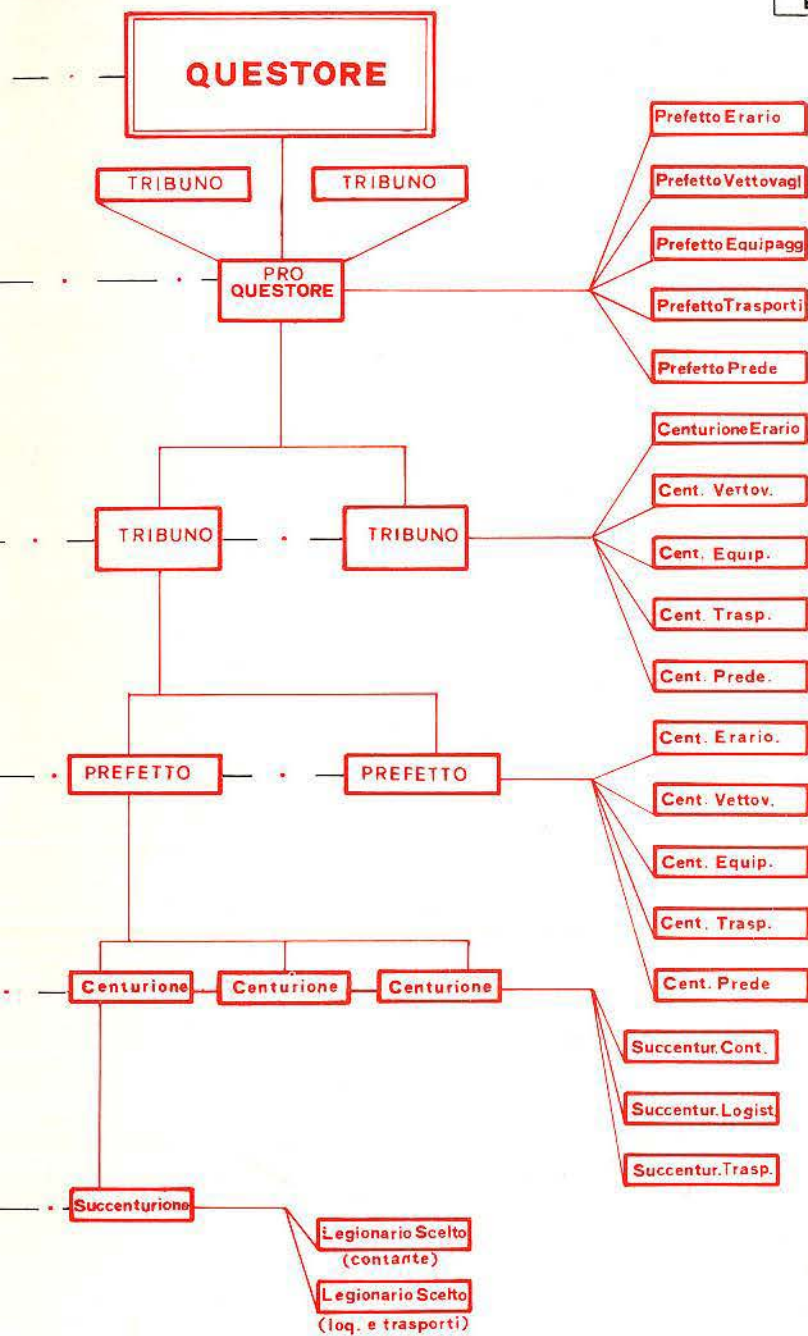 QUESTORE
TRIBUNO
TRIBUNO
PRO
QUESTORE
Prefetto Erario
Prefetto Vettovagl
Prefetto Equipagg
Prefetto Trasporti
Prefetto Prede
TRIBUNO
TRIBUNO
Centurione Erario
Cent. Vettov.
Cent. Equip.
Cent. Trasp.
Cent. Prede.
PREFETTO
PREFETTO
Cent. Erario.
Cent. Vettov.
Cent. Equip.
Cent. Trasp.
Cent. Prede
Centurione
Centurione
Centurione
Succentur. Cont.
Succentur. Logist.
Succentur. Trasp.
Succenturione
Legionario Scelto
(contante)
Legionario Scelto
(loq. e trasporti)